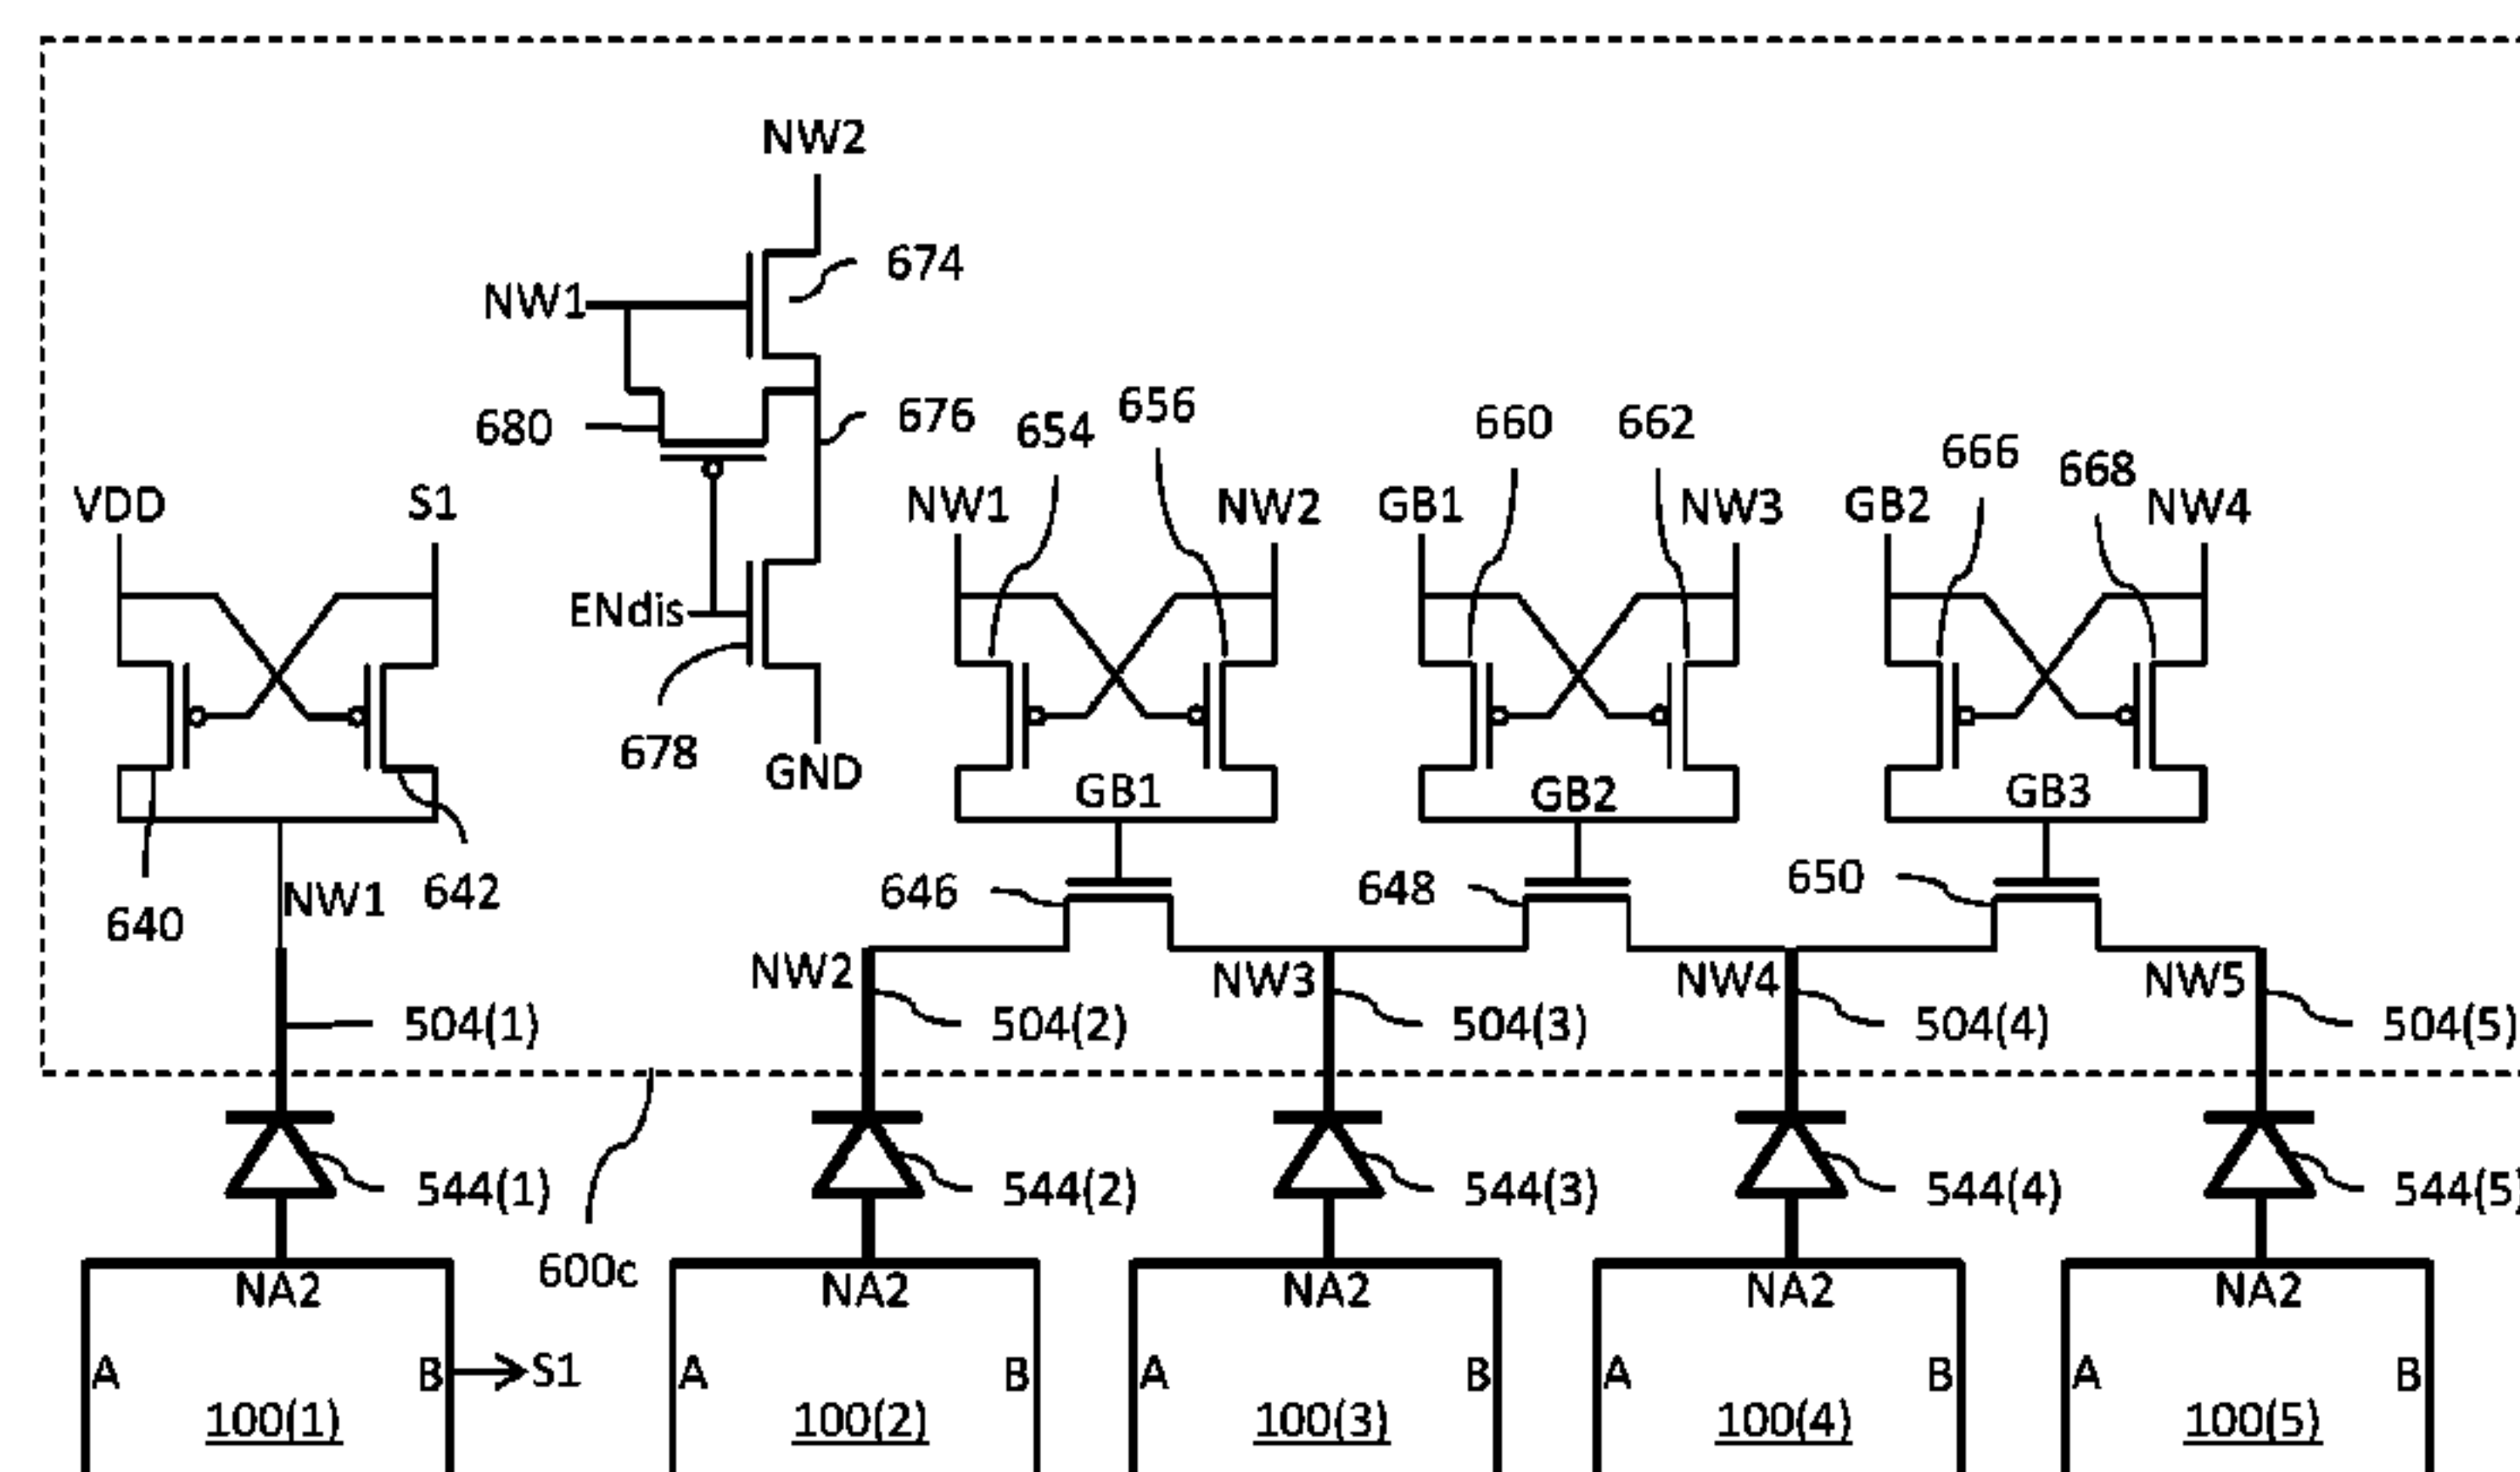 NW2
674
NW1
680
676
654
656
660
662
666
668
VDD
S1
NW1
NW2
GB1
NW3
GB2
NW4
ENdis
678
GND
GB1
GB2
GB3
640
NW1
642
646
648
650
NW2
NW3
NW4
NW5
504(1)
504(2)
504(3)
504(4)
504(5)
544(1)
544(2)
544(3)
544(4)
544(5)
600c
NA2
NA2
NA2
NA2
NA2
A
B
S1
A
B
A
B
A
B
A
B
100(1)
100(2)
100(3)
100(4)
100(5)